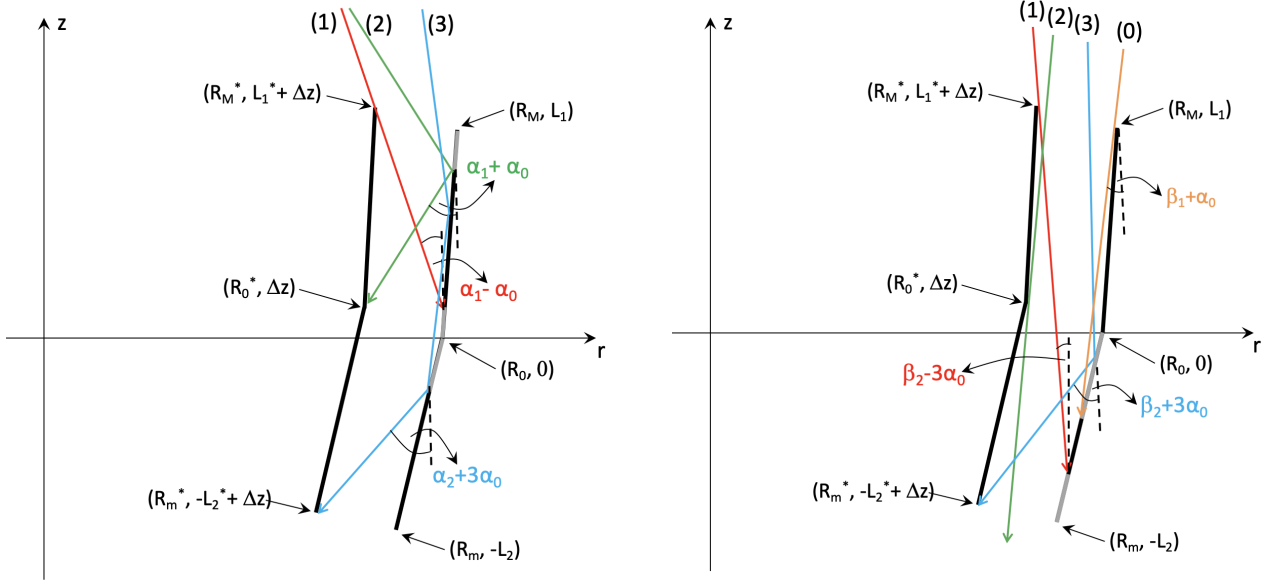 z
(1)
(2)
(3)
(R_M^*, L_1^*+ Δz)
(R_M, L_1)
α_1+ α_0
(R_0^*, Δz)
α_1- α_0
r
(R_0, 0)
α_2+3α_0
(R_m^*, -L_2^*+ Δz)
(R_m, -L_2)
z
(1)
(2)
(3)
(0)
(R_M^*, L_1^*+ Δz)
(R_M, L_1)
β_1+α_0
(R_0^*, Δz)
r
(R_0, 0)
β_2-3α_0
β_2+3α_0
(R_m^*, -L_2^*+ Δz)
(R_m, -L_2)